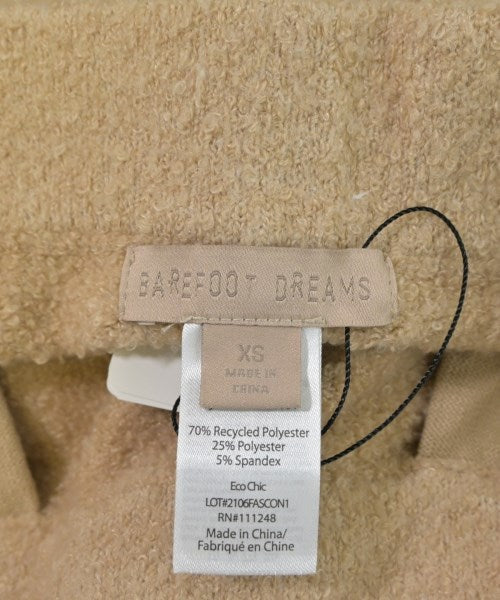 BAREFOOT DREAMS
XS
MADE IN
CHINA
70% Recycled Polyester
25% Polyester
5% Spandex
Eco Chic
LOT#2106FASCON1
RN#111248
Made in China/
Fabriqué en Chine